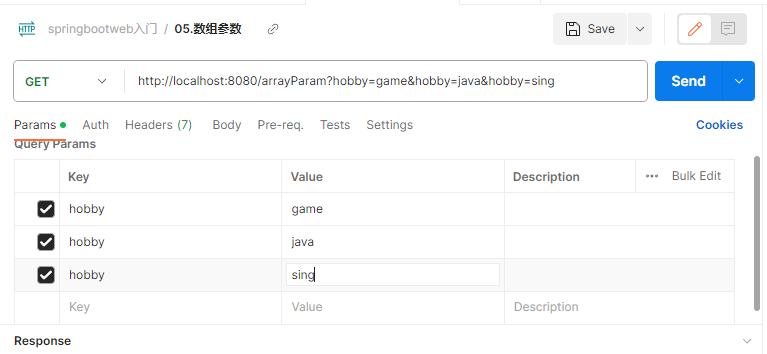 HTTP springbootweb入门 / 05.数组参数 Save
GET http://localhost:8080/arrayParam?hobby=game&hobby=java&hobby=sing Send
Params Auth Headers (7) Body Pre-req. Tests Settings Cookies
Query Params
Key Value Description ••• Bulk Edit
hobby game
hobby java
hobby sing
Key Value Description
Response